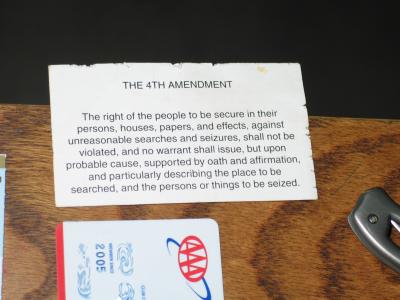 THE 4TH AMENDMENT
The right of the people to be secure in their
persons, houses, papers, and effects, against
unreasonable searches and seizures, shall not be
violated, and no warrant shall issue, but upon
probable cause, supported by oath and affirmation,
and particularly describing the place to be
searched, and the persons or things to be seized.
AAA
2005